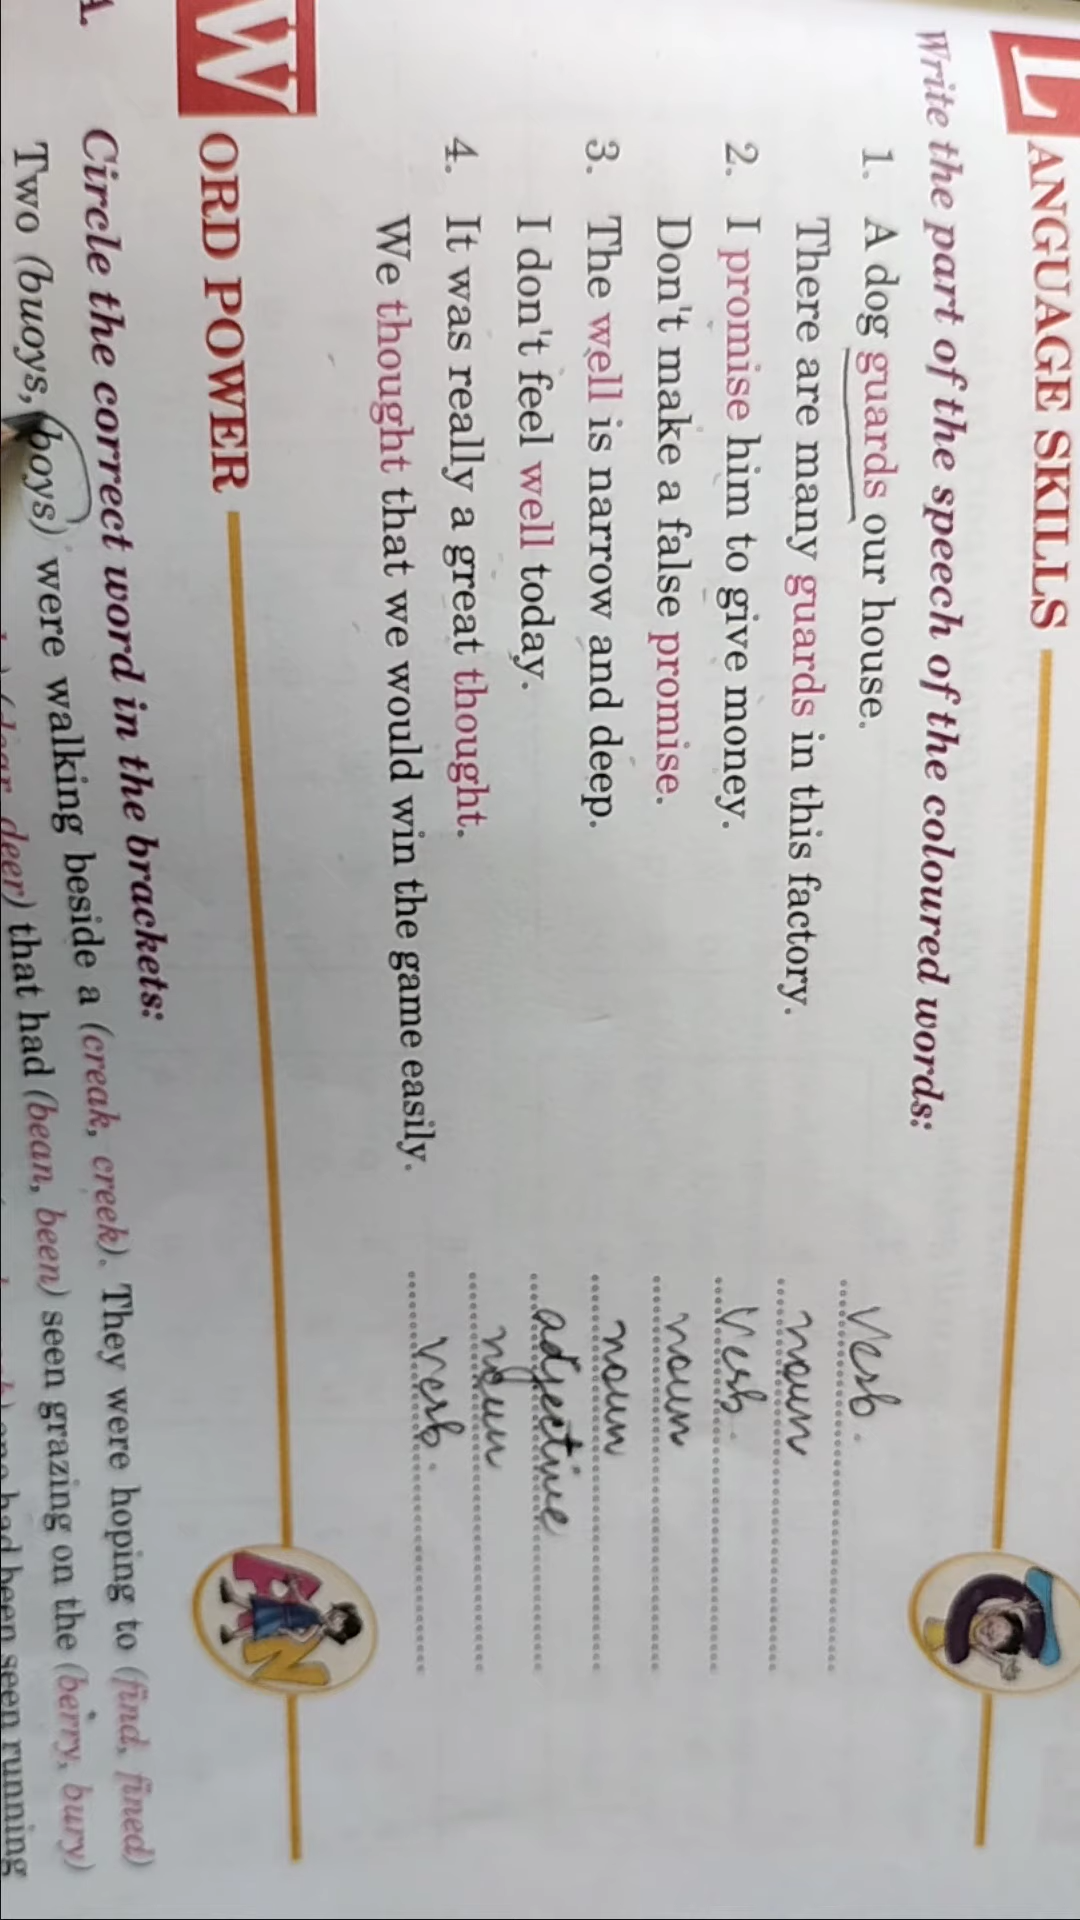 LANGUAGE SKILLS
Write the part of the speech of the coloured words:
1. A dog guards our house. Verb.
There are many guards in this factory. noun
2. I promise him to give money. Verb.
Don't make a false promise. noun
3. The well is narrow and deep. noun
I don't feel well today. adjective
4. It was really a great thought. noun
We thought that we would win the game easily. verb.
WORD POWER
A. Circle the correct word in the brackets:
Two (buoys, boys) were walking beside a (creak, creek). They were hoping to (find, fined)
deer) that had (bean, been) seen grazing on the (berry, bury)
had been seen running